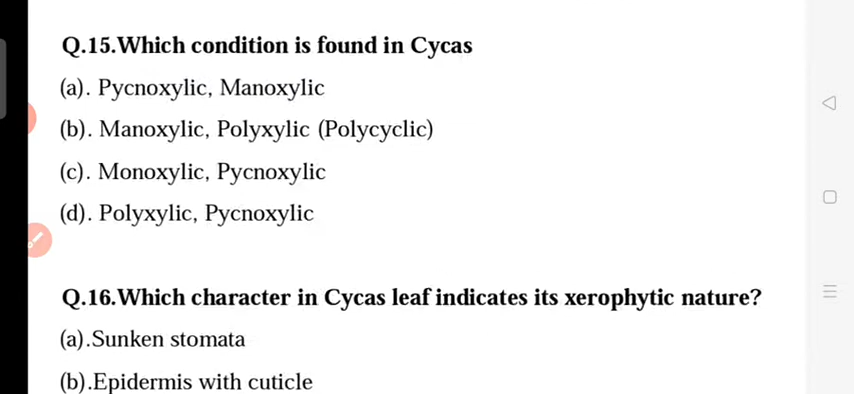 Q.15.Which condition is found in Cycas
(a). Pycnoxylic, Manoxylic
(b). Manoxylic, Polyxylic (Polycyclic)
(c). Monoxylic, Pycnoxylic
(d). Polyxylic, Pycnoxylic
Q.16.Which character in Cycas leaf indicates its xerophytic nature?
(a).Sunken stomata
(b).Epidermis with cuticle